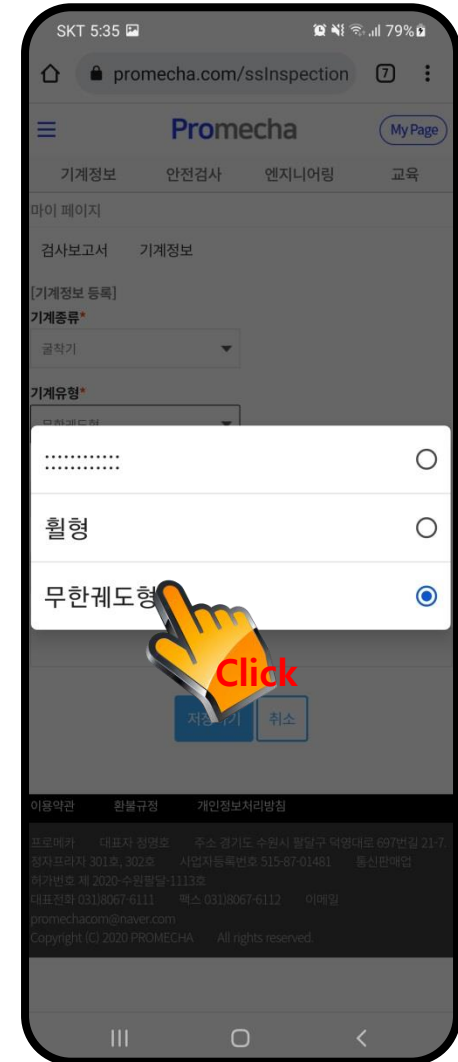 SKT 5:35
79%
promecha.com/ssInspection 7
Promecha My Page
기계정보 안전검사 엔지니어링 교육
마이 페이지
검사보고서 기계정보
[기계정보 등록]
기계종류*
굴착기
기계유형*
무한궤도형
::::::::::::
휠형
무한궤도형
Click
취소
이용약관 환불규정 개인정보처리방침
프로메카 대표자 정명호 주소 경기도 수원시 팔달구 덕영대로 697번길 21-7.
정자프라자 301호, 302호 사업자등록번호 515-87-01481 통신판매업
허가번호 제 2020-수원팔달-1113호
대표전화 031)8067-6111 팩스 031)8067-6112 이메일
promechacom@naver.com
Copyright (C) 2020 PROMECHA All rights reserved.